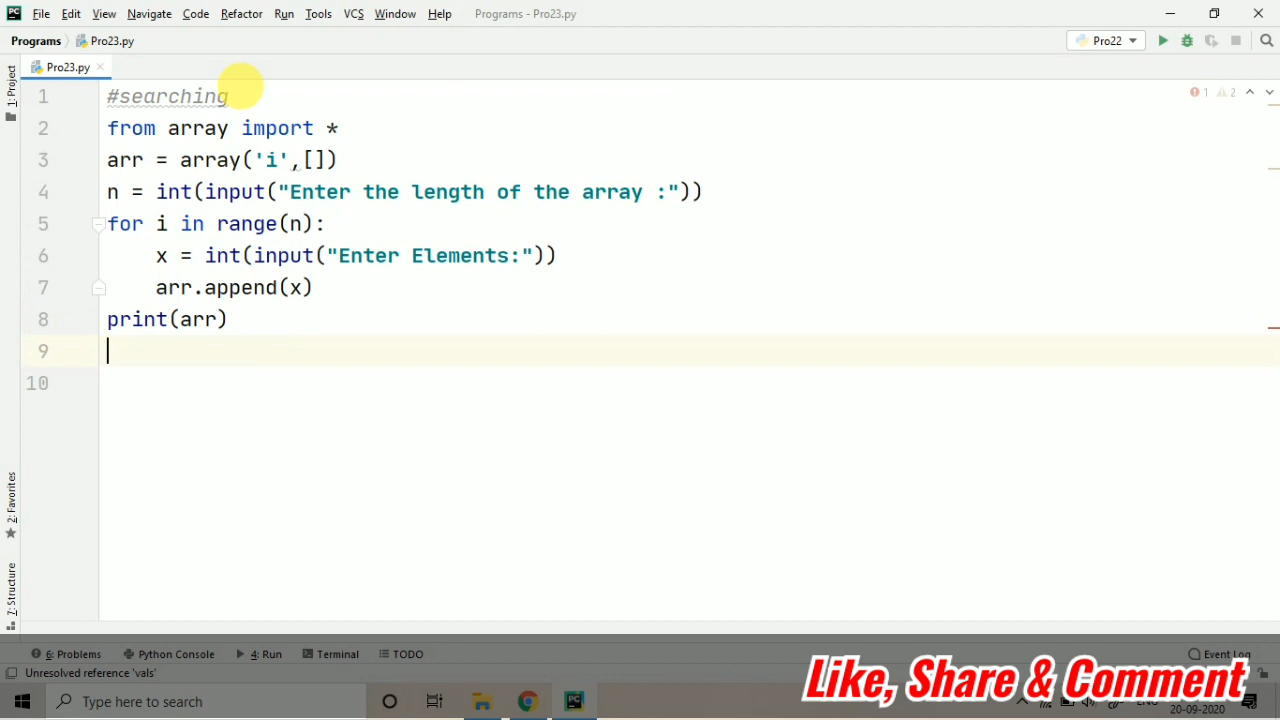 File Edit View Navigate Code Refactor Run Tools VCS Window Help Programs - Pro23.py
Programs Pro23.py Pro22
1: Project
Pro23.py
1 #searching
1 2
2 from array import *
3 arr = array('i',[])
4 n = int(input("Enter the length of the array :"))
5 for i in range(n):
6 x = int(input("Enter Elements:"))
7 arr.append(x)
8 print(arr)
9
10
2: Favorites
7: Structure
6: Problems Python Console 4: Run Terminal TODO Event Log
Unresolved reference 'vals'
Like, Share & Comment
Type here to search
ENG
20-09-2020